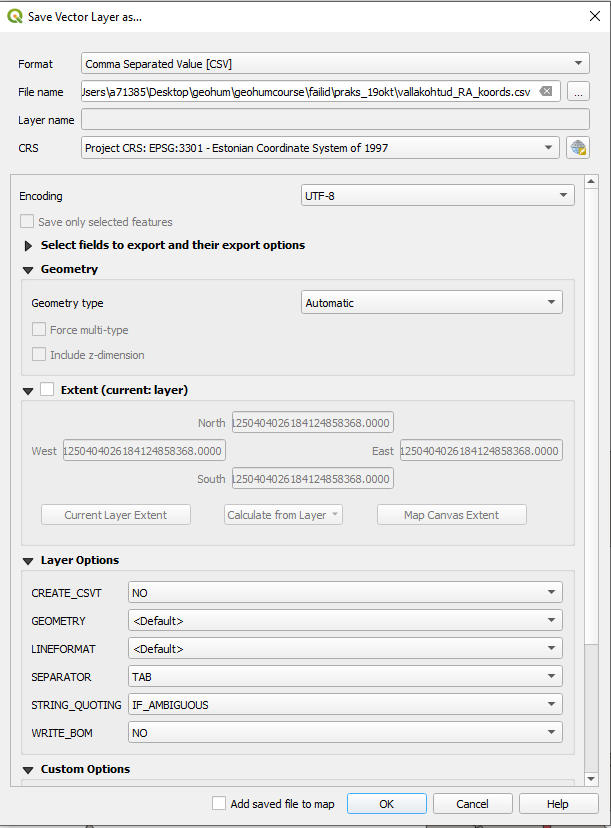 Save Vector Layer as...
Format Comma Separated Value [CSV]
File name Jsers\a71385\Desktop\geohum\geohumcourse\failid\praks_19okt\vallakohtud_RA_koords.csv ...
Layer name
CRS Project CRS: EPSG:3301 - Estonian Coordinate System of 1997
Encoding UTF-8
Save only selected features
Select fields to export and their export options
Geometry
Geometry type Automatic
Force multi-type
Include z-dimension
Extent (current: layer)
North 125040402618412485​8368.0000
West 1250404026184124858368.0000 East 1250404026184124858368.0000
South 1250404026184124858368.0000
Current Layer Extent Calculate from Layer Map Canvas Extent
Layer Options
CREATE_CSVT NO
GEOMETRY <Default>
LINEFORMAT <Default>
SEPARATOR TAB
STRING_QUOTING IF_AMBIGUOUS
WRITE_BOM NO
Custom Options
Add saved file to map OK Cancel Help